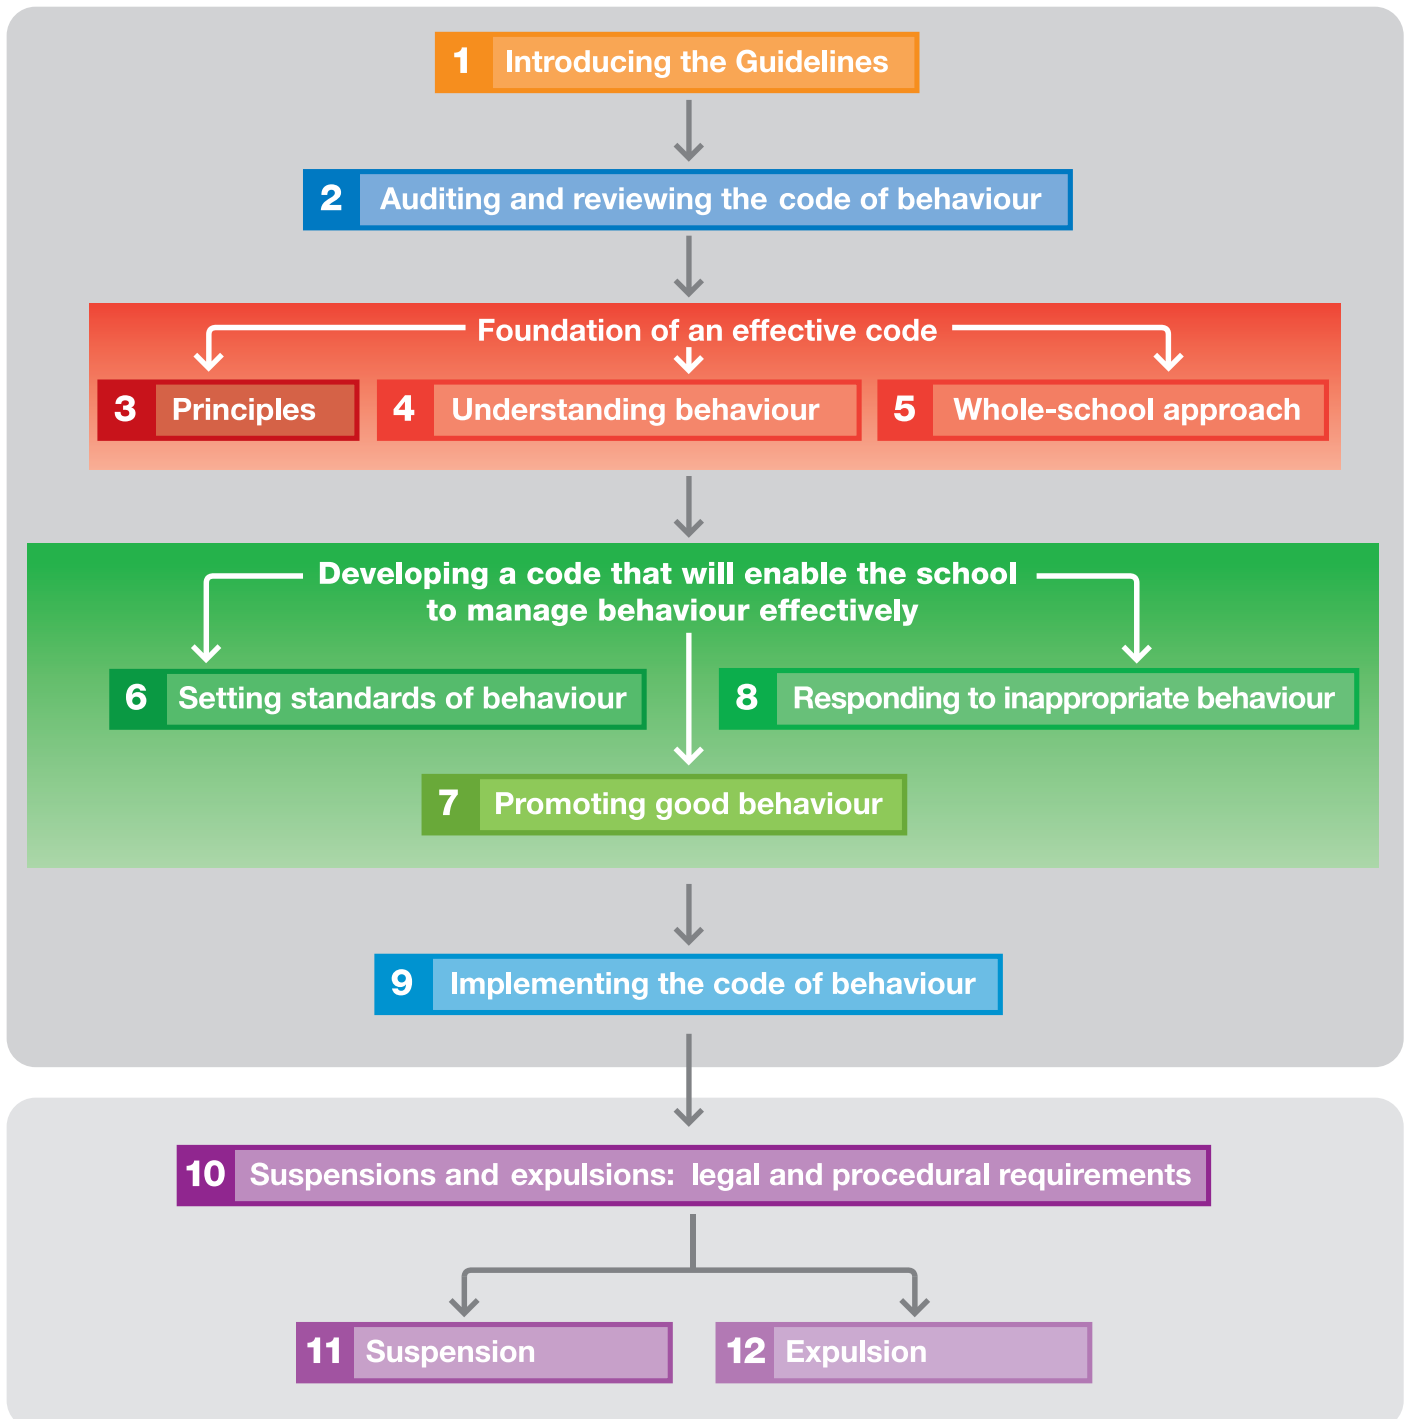 1 Introducing the Guidelines
2 Auditing and reviewing the code of behaviour
Foundation of an effective code
3 Principles
4 Understanding behaviour
5 Whole-school approach
Developing a code that will enable the school
to manage behaviour effectively
6 Setting standards of behaviour
8 Responding to inappropriate behaviour
7 Promoting good behaviour
9 Implementing the code of behaviour
10 Suspensions and expulsions: legal and procedural requirements
11 Suspension
12 Expulsion